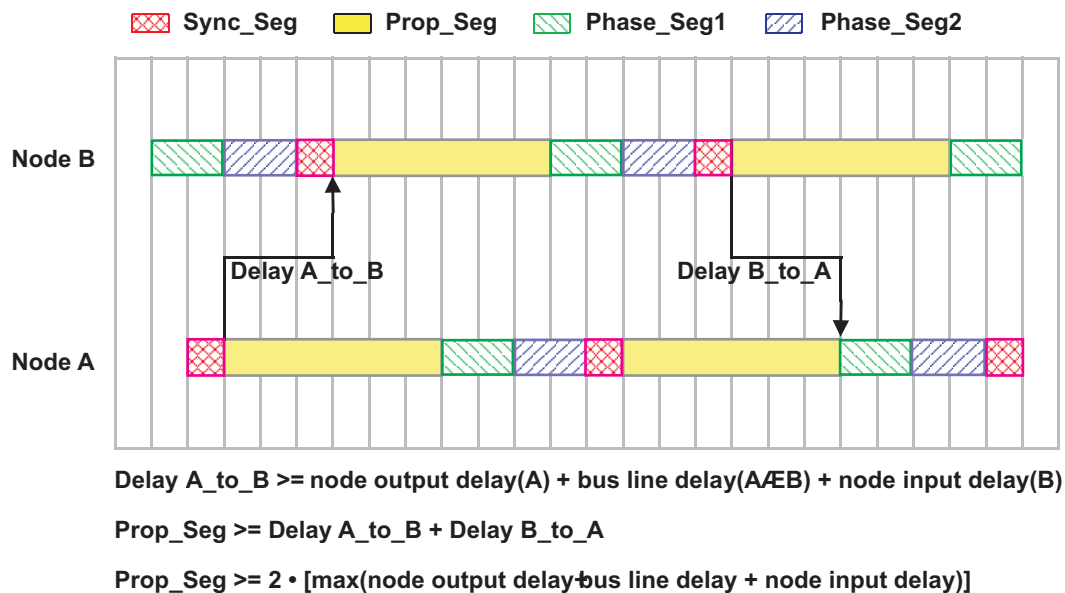 Sync_Seg Prop_Seg Phase_Seg1 Phase_Seg2
Node B
Delay A_to_B Delay B_to_A
Node A
Delay A_to_B >= node output delay(A) + bus line delay(AÆB) + node input delay(B)
Prop_Seg >= Delay A_to_B + Delay B_to_A
Prop_Seg >= 2 • [max(node output delay+bus line delay + node input delay)]